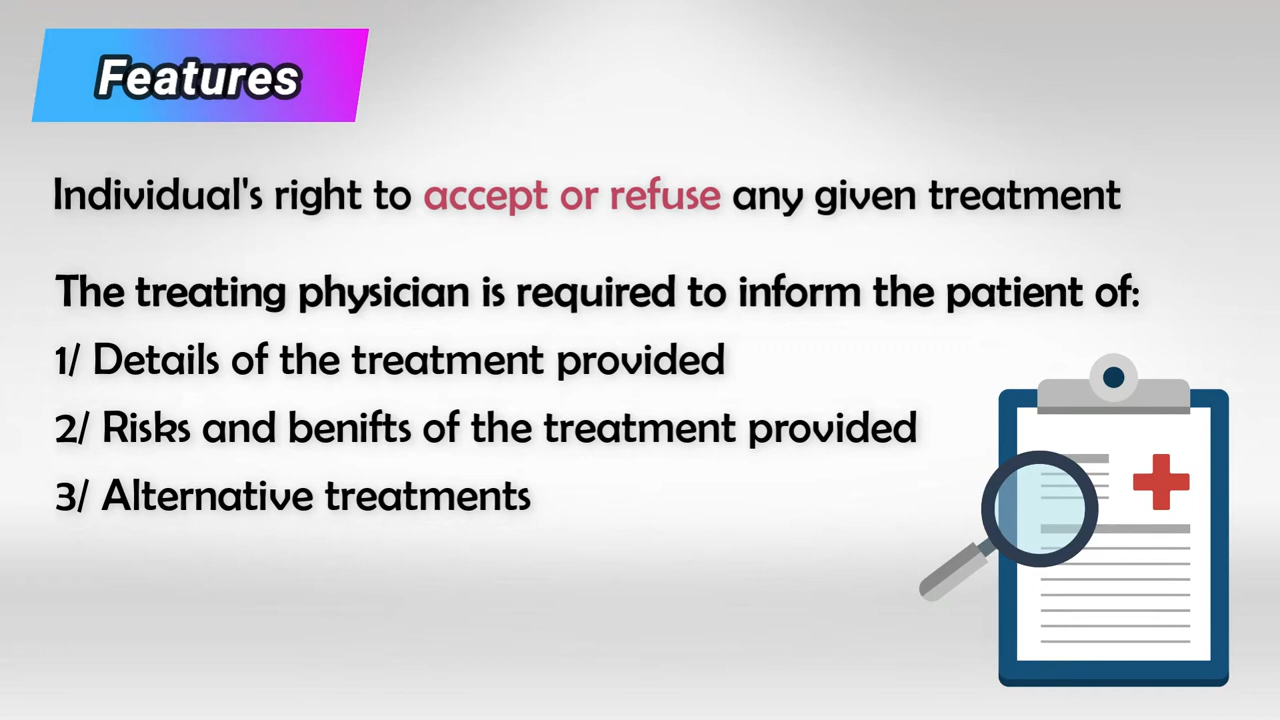 Features
Individual's right to accept or refuse any given treatment
The treating physician is required to inform the patient of:
1/ Details of the treatment provided
2/ Risks and benifts of the treatment provided
3/ Alternative treatments